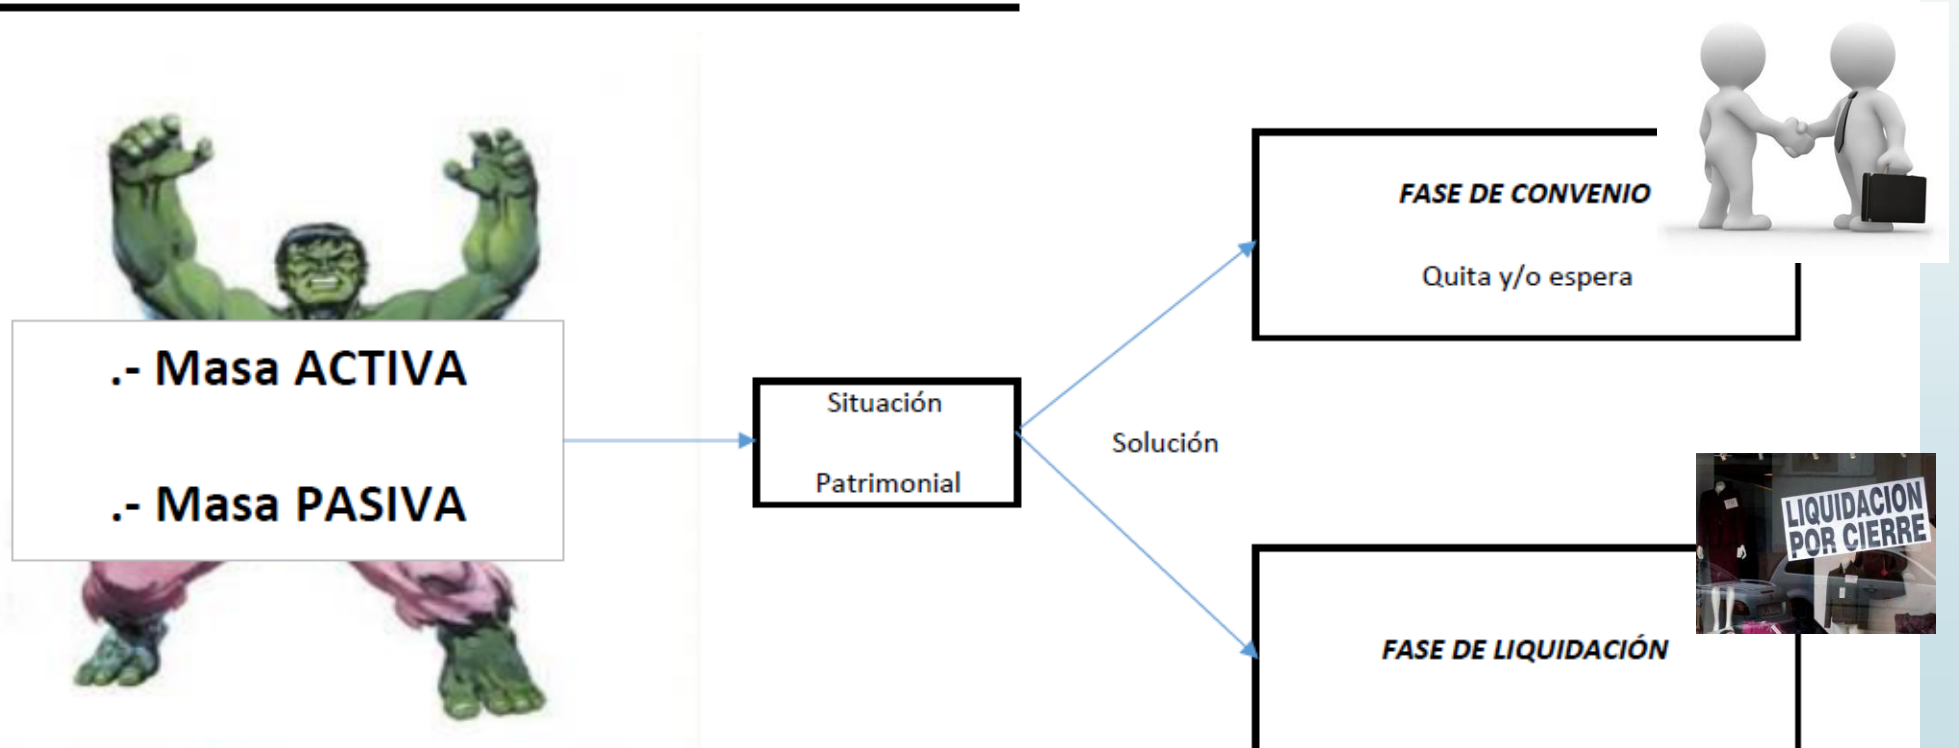 .- Masa ACTIVA
.- Masa PASIVA
Situación
Patrimonial
Solución
FASE DE CONVENIO
Quita y/o espera
LIQUIDACION
POR CIERRE
FASE DE LIQUIDACIÓN